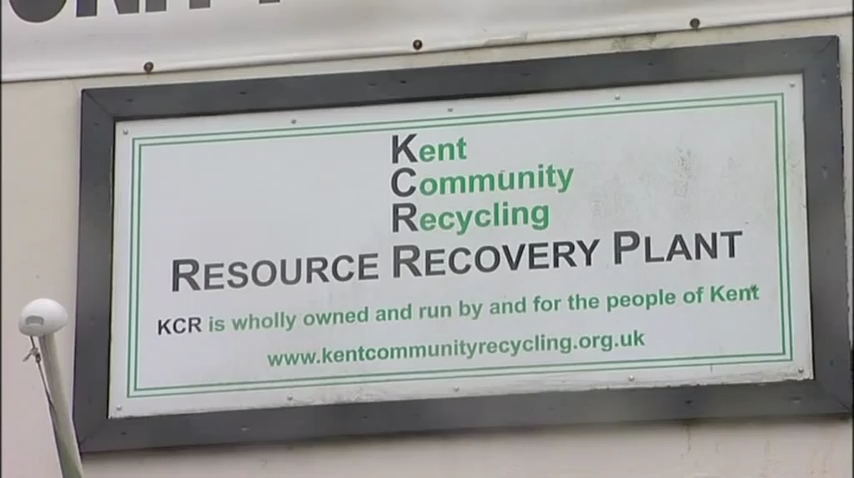 Kent
Community
Recycling
RESOURCE RECOVERY PLANT
KCR is wholly owned and run by and for the people of Kent
www.kentcommunityrecycling.org.uk